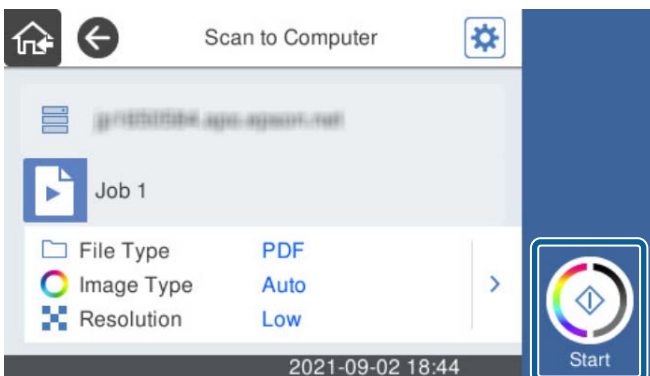 Scan to Computer
Job 1
File Type PDF
Image Type Auto
Resolution Low
2021-09-02 18:44
Start